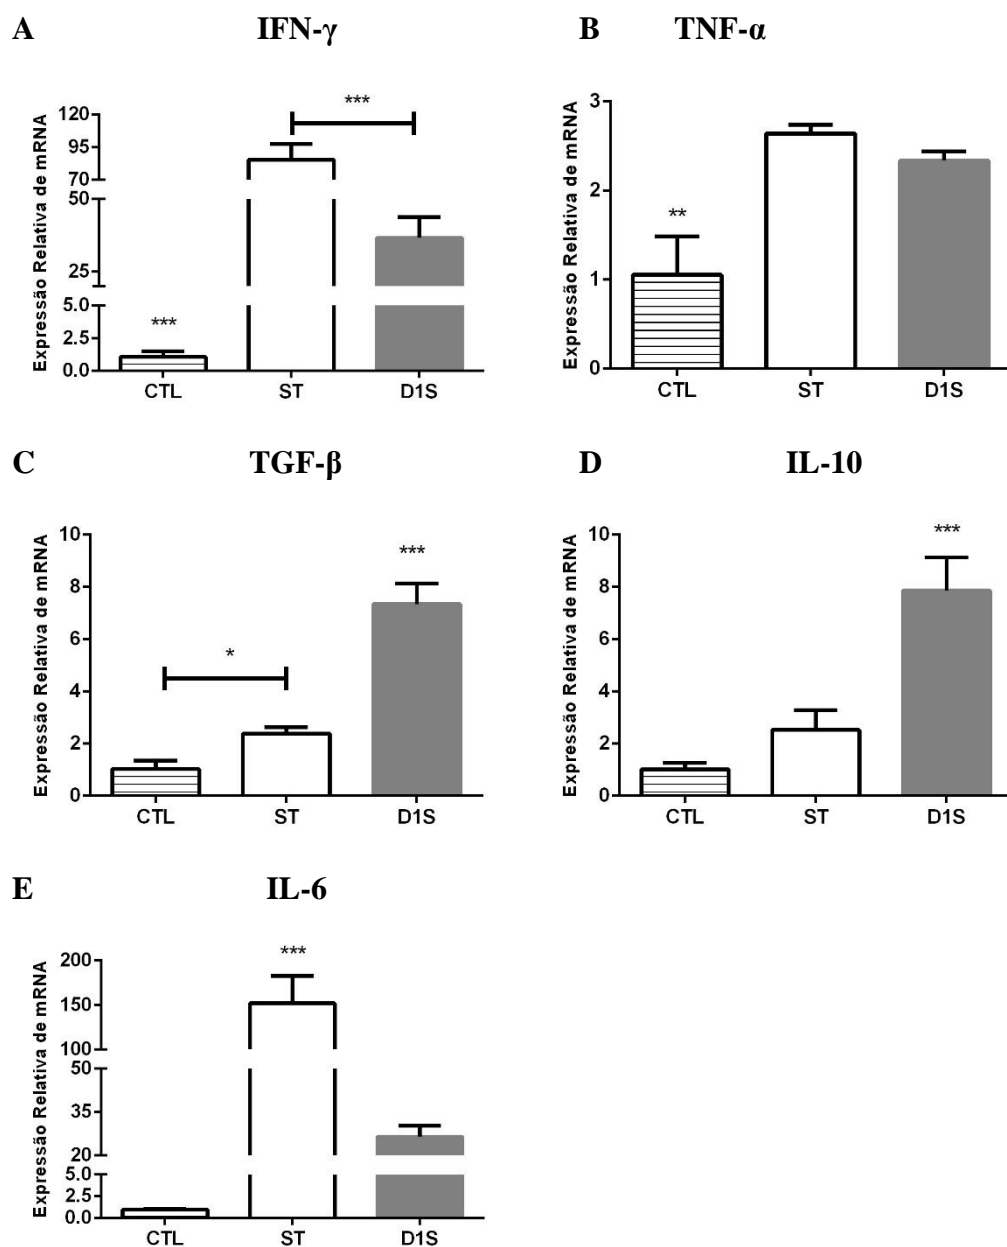 A IFN-γ
B TNF-α
Expressão Relativa de mRNA
120
95
70
50
25
5.0
2.5
0.0
***
***
CTL ST D1S
Expressão Relativa de mRNA
3
2
1
0
**
CTL ST D1S
C TGF-β
D IL-10
Expressão Relativa de mRNA
10
8
6
4
2
0
*
***
CTL ST D1S
Expressão Relativa de mRNA
10
8
6
4
2
0
***
CTL ST D1S
E IL-6
Expressão Relativa de mRNA
200
150
100
50
35
20
5.0
2.5
0.0
***
CTL ST D1S